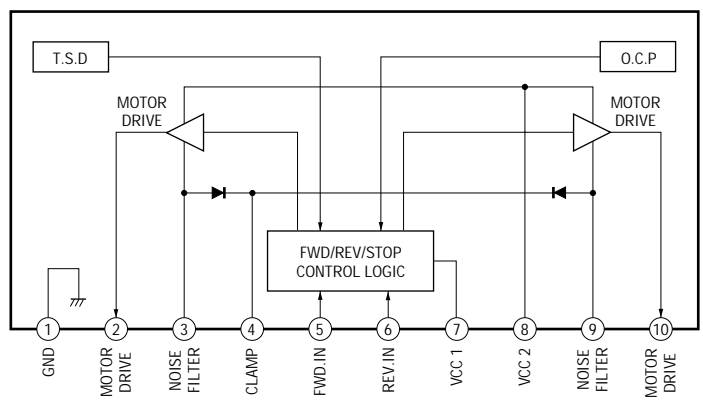 T.S.D
O.C.P
MOTOR
DRIVE
MOTOR
DRIVE
FWD/REV/STOP
CONTROL LOGIC
1
2
3
4
5
6
7
8
9
10
GND
MOTOR
DRIVE
NOISE
FILTER
CLAMP
FWD.IN
REV.IN
VCC 1
VCC 2
NOISE
FILTER
MOTOR
DRIVE